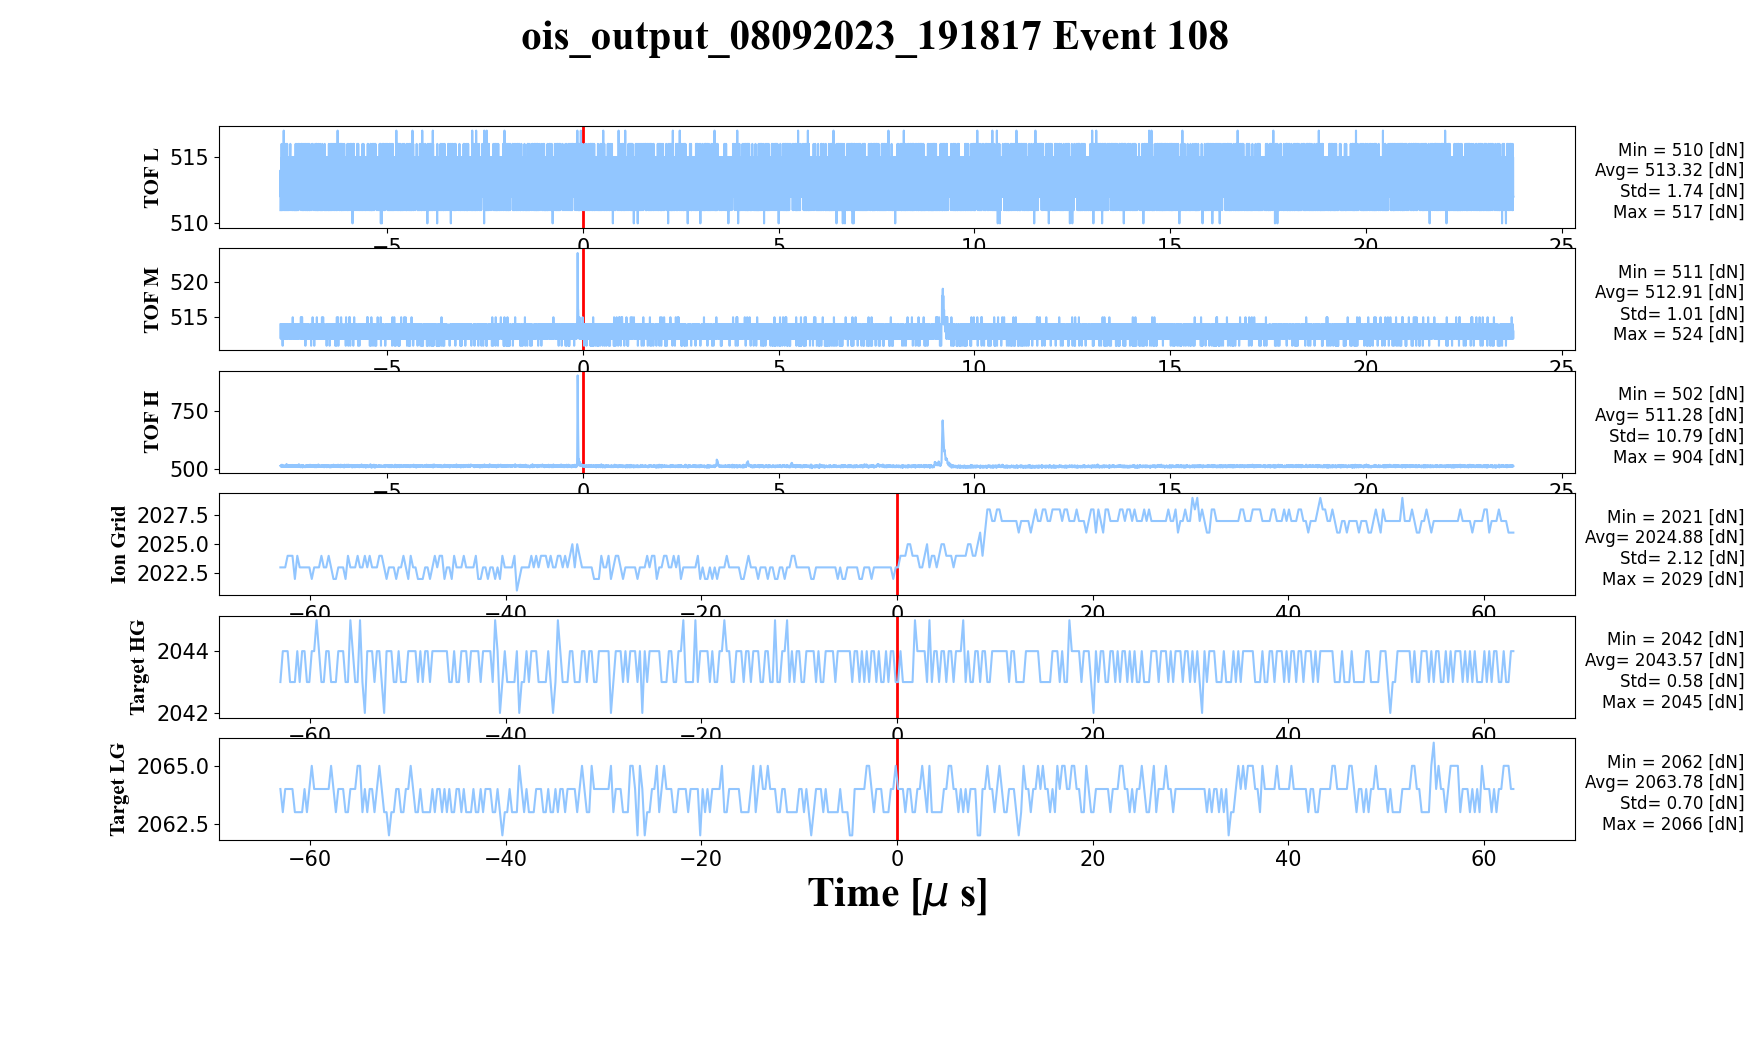 ois_output_08092023_191817 Event 108
TOF L
515
510
−5 0 5 10 15 20 25
Min = 510 [dN]
Avg= 513.32 [dN]
Std= 1.74 [dN]
Max = 517 [dN]
TOF M
520
515
−5 0 5 10 15 20 25
Min = 511 [dN]
Avg= 512.91 [dN]
Std= 1.01 [dN]
Max = 524 [dN]
TOF H
750
500
−5 0 5 10 15 20 25
Min = 502 [dN]
Avg= 511.28 [dN]
Std= 10.79 [dN]
Max = 904 [dN]
Ion Grid
2027.5
2025.0
2022.5
−60 −40 −20 0 20 40 60
Min = 2021 [dN]
Avg= 2024.88 [dN]
Std= 2.12 [dN]
Max = 2029 [dN]
Target HG
2044
2042
−60 −40 −20 0 20 40 60
Min = 2042 [dN]
Avg= 2043.57 [dN]
Std= 0.58 [dN]
Max = 2045 [dN]
Target LG
2065.0
2062.5
−60 −40 −20 0 20 40 60
Min = 2062 [dN]
Avg= 2063.78 [dN]
Std= 0.70 [dN]
Max = 2066 [dN]
Time [μ s]